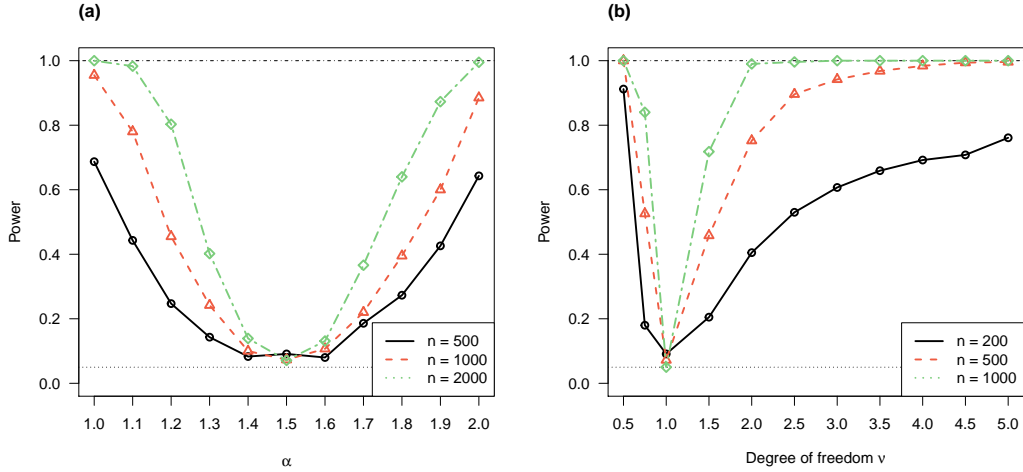 (a)
Power
1.0
0.8
0.6
0.4
0.2
0.0
1.0 1.1 1.2 1.3 1.4 1.5 1.6 1.7 1.8 1.9 2.0
α
n = 500
n = 1000
n = 2000
(b)
Power
1.0
0.8
0.6
0.4
0.2
0.0
0.5 1.0 1.5 2.0 2.5 3.0 3.5 4.0 4.5 5.0
Degree of freedom ν
n = 200
n = 500
n = 1000